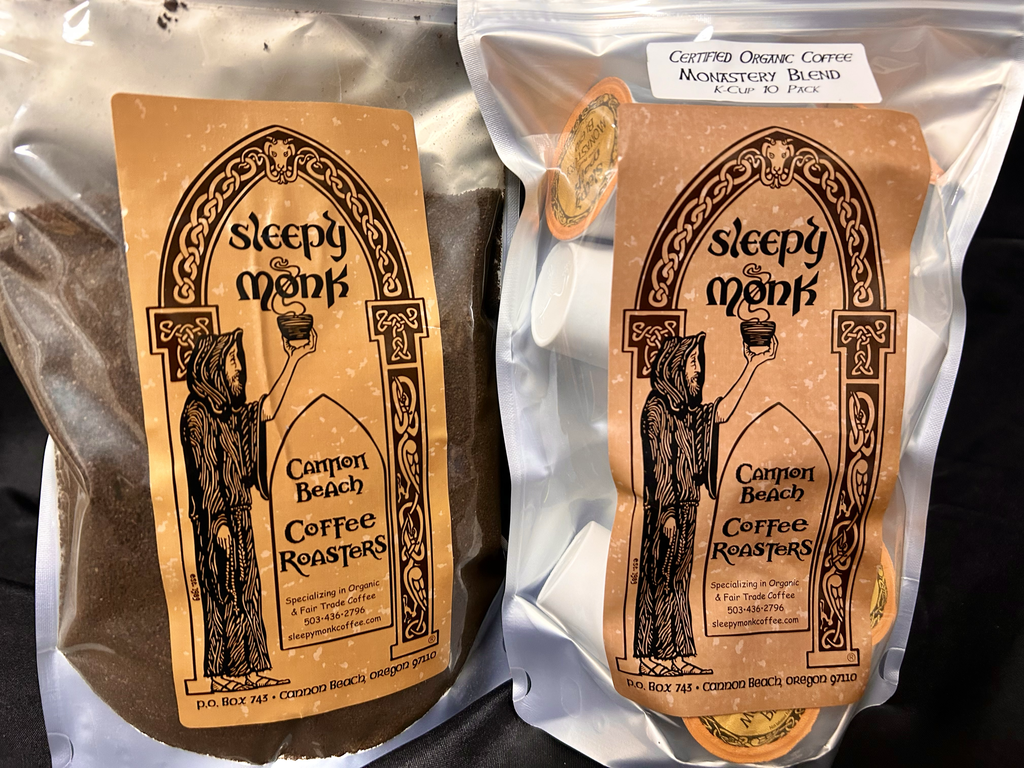 sleepy
monk
Cannon
Beach
Coffee
Roasters
Specializing in Organic
& Fair Trade Coffee
503-436-2796
sleepymonkcoffee.com
®
P.O. Box 743 • Cannon Beach, Oregon 97110
Certified Organic Coffee
Monastery Blend
K-Cup 10 Pack
sleepy
monk
Cannon
Beach
Coffee
Roasters
Specializing in Organic
& Fair Trade Coffee
503-436-2796
sleepymonkcoffee.com
®
P.O. Box 743 • Cannon Beach, Oregon 97110